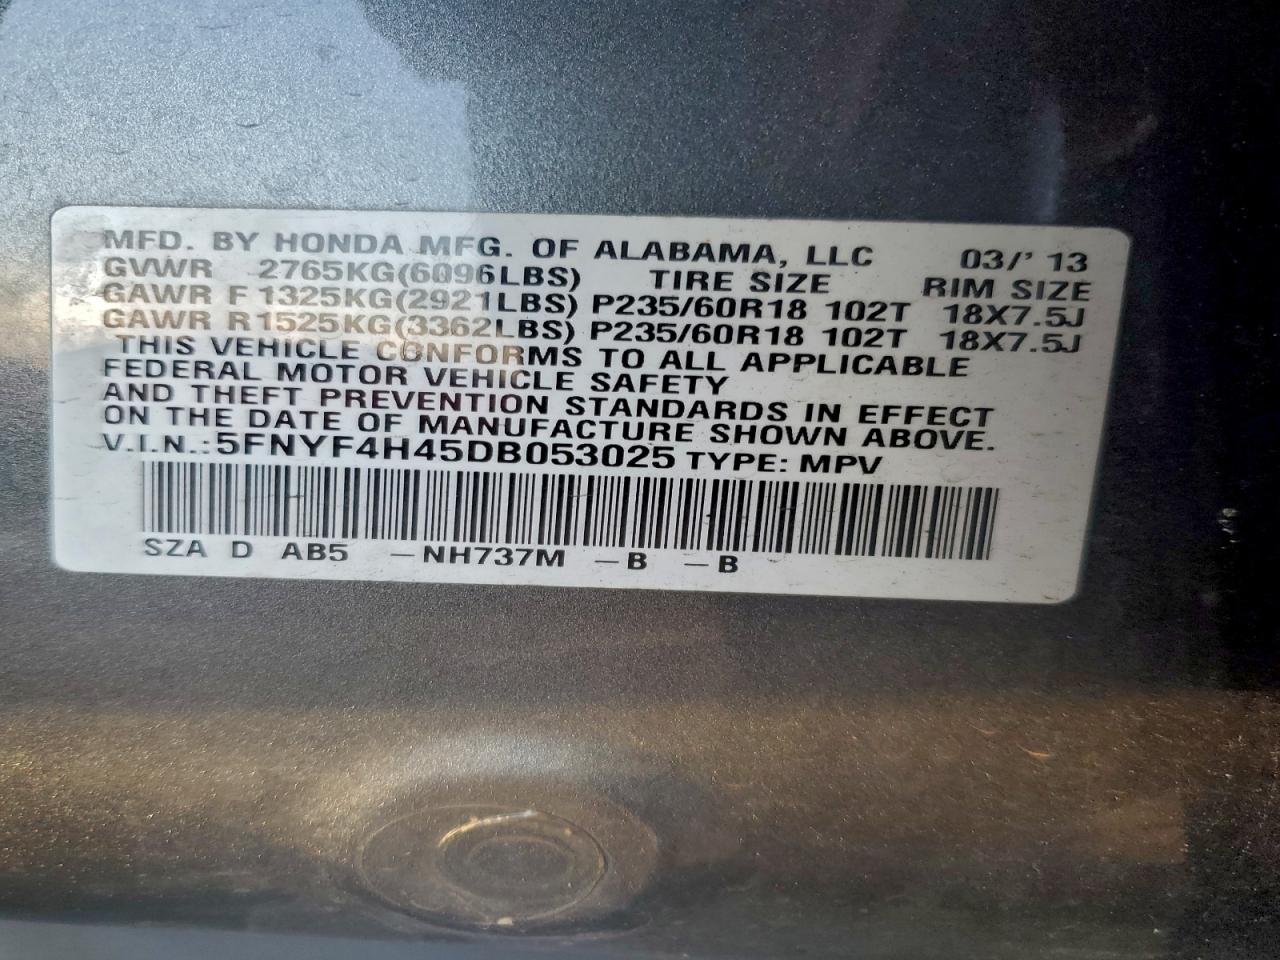 MFD. BY HONDA MFG. OF ALABAMA, LLC 03/' 13
GVWR 2765KG(6096LBS) TIRE SIZE RIM SIZE
GAWR F 1325KG(2921LBS) P235/60R18 102T 18X7.5J
GAWR R 1525KG(3362LBS) P235/60R18 102T 18X7.5J
THIS VEHICLE CONFORMS TO ALL APPLICABLE
FEDERAL MOTOR VEHICLE SAFETY
AND THEFT PREVENTION STANDARDS IN EFFECT
ON THE DATE OF MANUFACTURE SHOWN ABOVE.
V.I.N.: 5FNYF4H45DB053025 TYPE: MPV
SZA D AB5 -NH737M -B -B